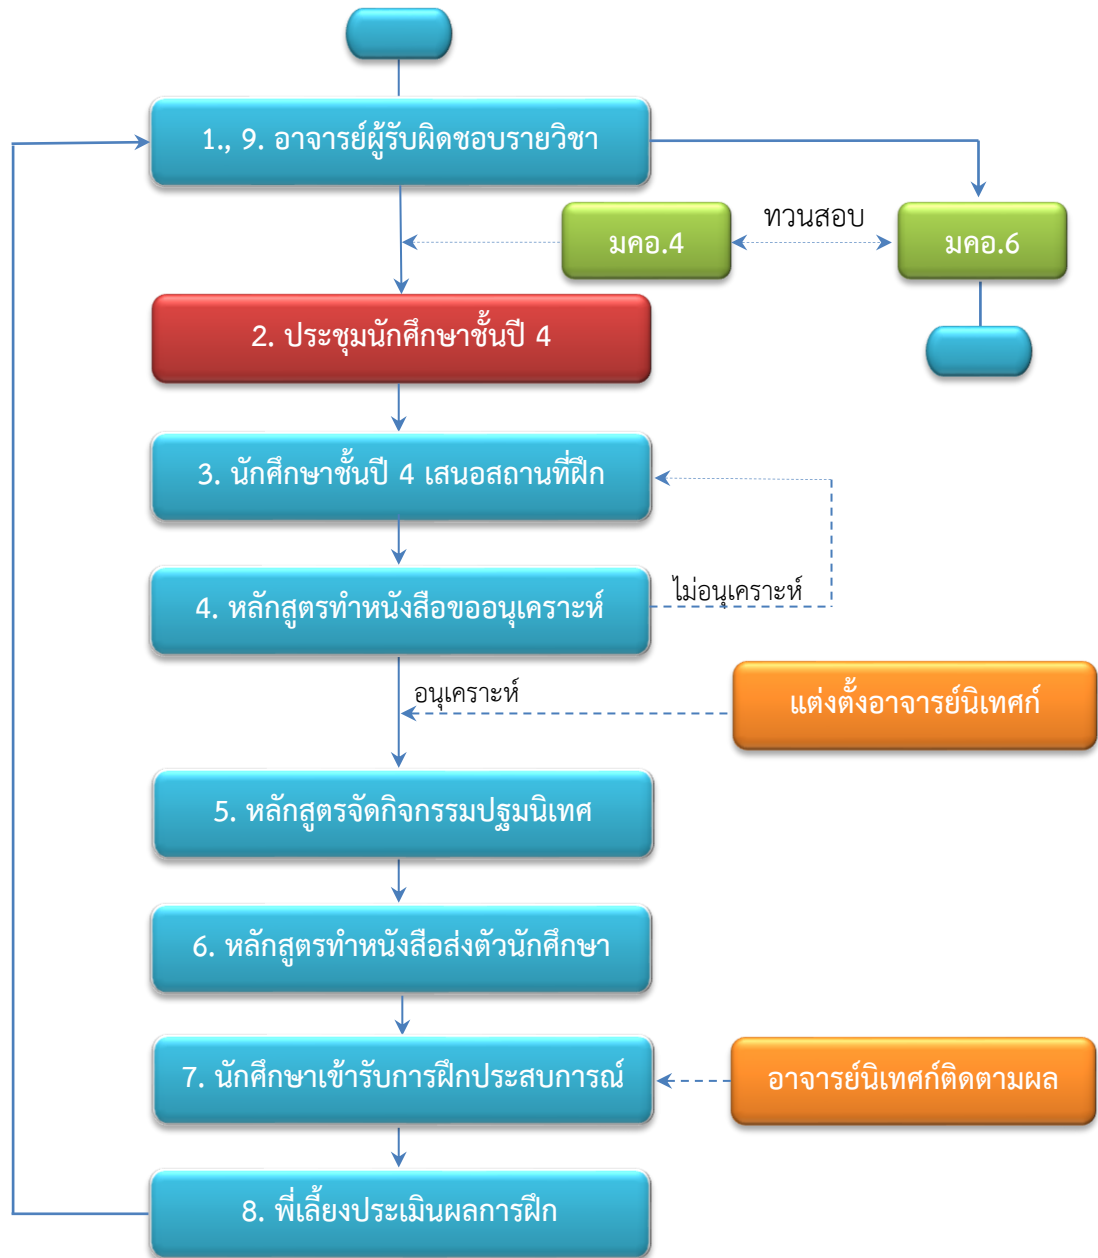 1., 9. อาจารย์ผู้รับผิดชอบรายวิชา
มคอ.4
ทวนสอบ
มคอ.6
2. ประชุมนักศึกษาชั้นปี 4
3. นักศึกษาชั้นปี 4 เสนอสถานที่ฝึก
4. หลักสูตรทำหนังสือขออนุเคราะห์
ไม่อนุเคราะห์
อนุเคราะห์
แต่งตั้งอาจารย์นิเทศก์
5. หลักสูตรจัดกิจกรรมปฐมนิเทศ
6. หลักสูตรทำหนังสือส่งตัวนักศึกษา
7. นักศึกษาเข้ารับการฝึกประสบการณ์
อาจารย์นิเทศก์ติดตามผล
8. พี่เลี้ยงประเมินผลการฝึก